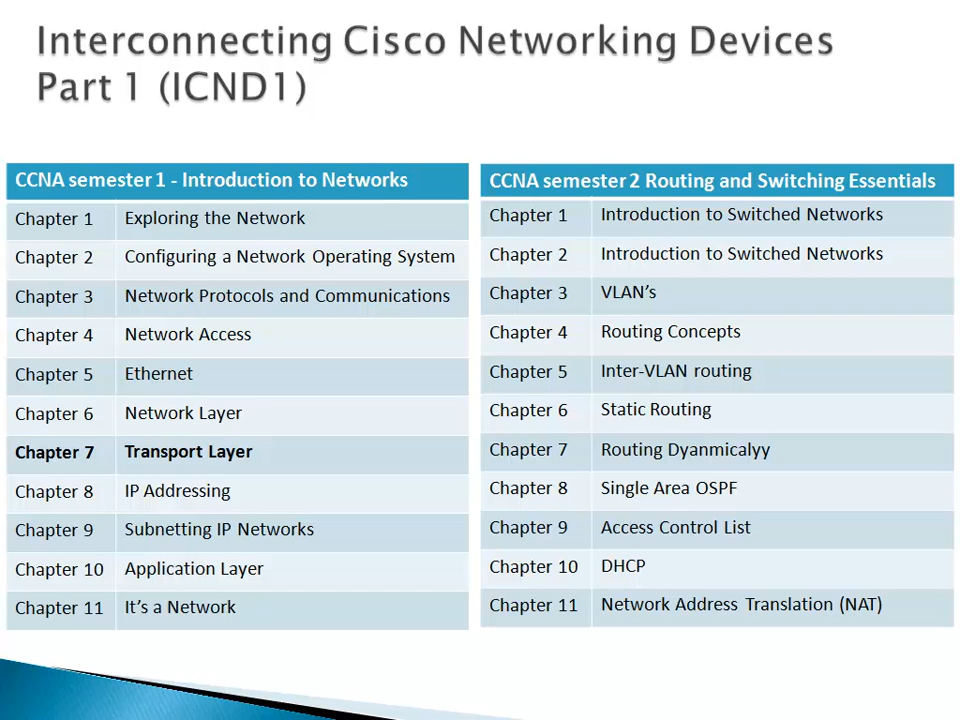 Interconnecting Cisco Networking Devices
Part 1 (ICND1)
CCNA semester 1 - Introduction to Networks
Chapter 1 Exploring the Network
Chapter 2 Configuring a Network Operating System
Chapter 3 Network Protocols and Communications
Chapter 4 Network Access
Chapter 5 Ethernet
Chapter 6 Network Layer
Chapter 7 Transport Layer
Chapter 8 IP Addressing
Chapter 9 Subnetting IP Networks
Chapter 10 Application Layer
Chapter 11 It's a Network
CCNA semester 2 Routing and Switching Essentials
Chapter 1 Introduction to Switched Networks
Chapter 2 Introduction to Switched Networks
Chapter 3 VLAN's
Chapter 4 Routing Concepts
Chapter 5 Inter-VLAN routing
Chapter 6 Static Routing
Chapter 7 Routing Dyanmicalyy
Chapter 8 Single Area OSPF
Chapter 9 Access Control List
Chapter 10 DHCP
Chapter 11 Network Address Translation (NAT)